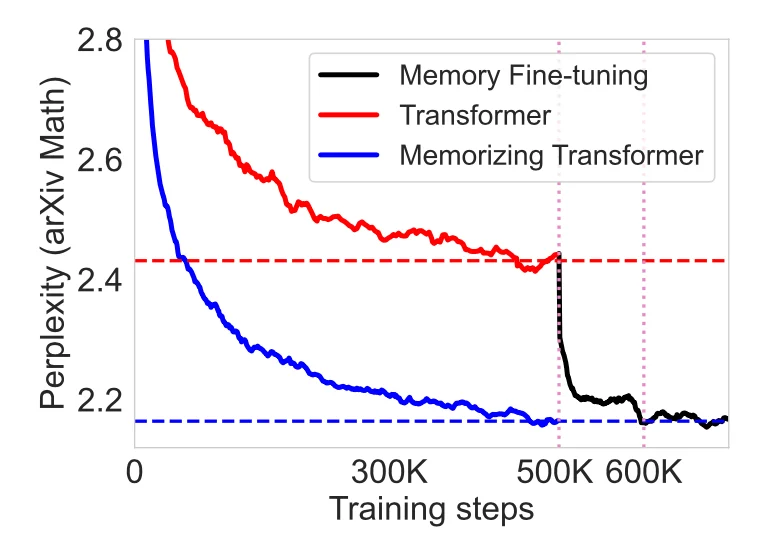 2.8
2.6
2.4
2.2
Perplexity (arXiv Math)
Memory Fine-tuning
Transformer
Memorizing Transformer
0 300K 500K 600K
Training steps